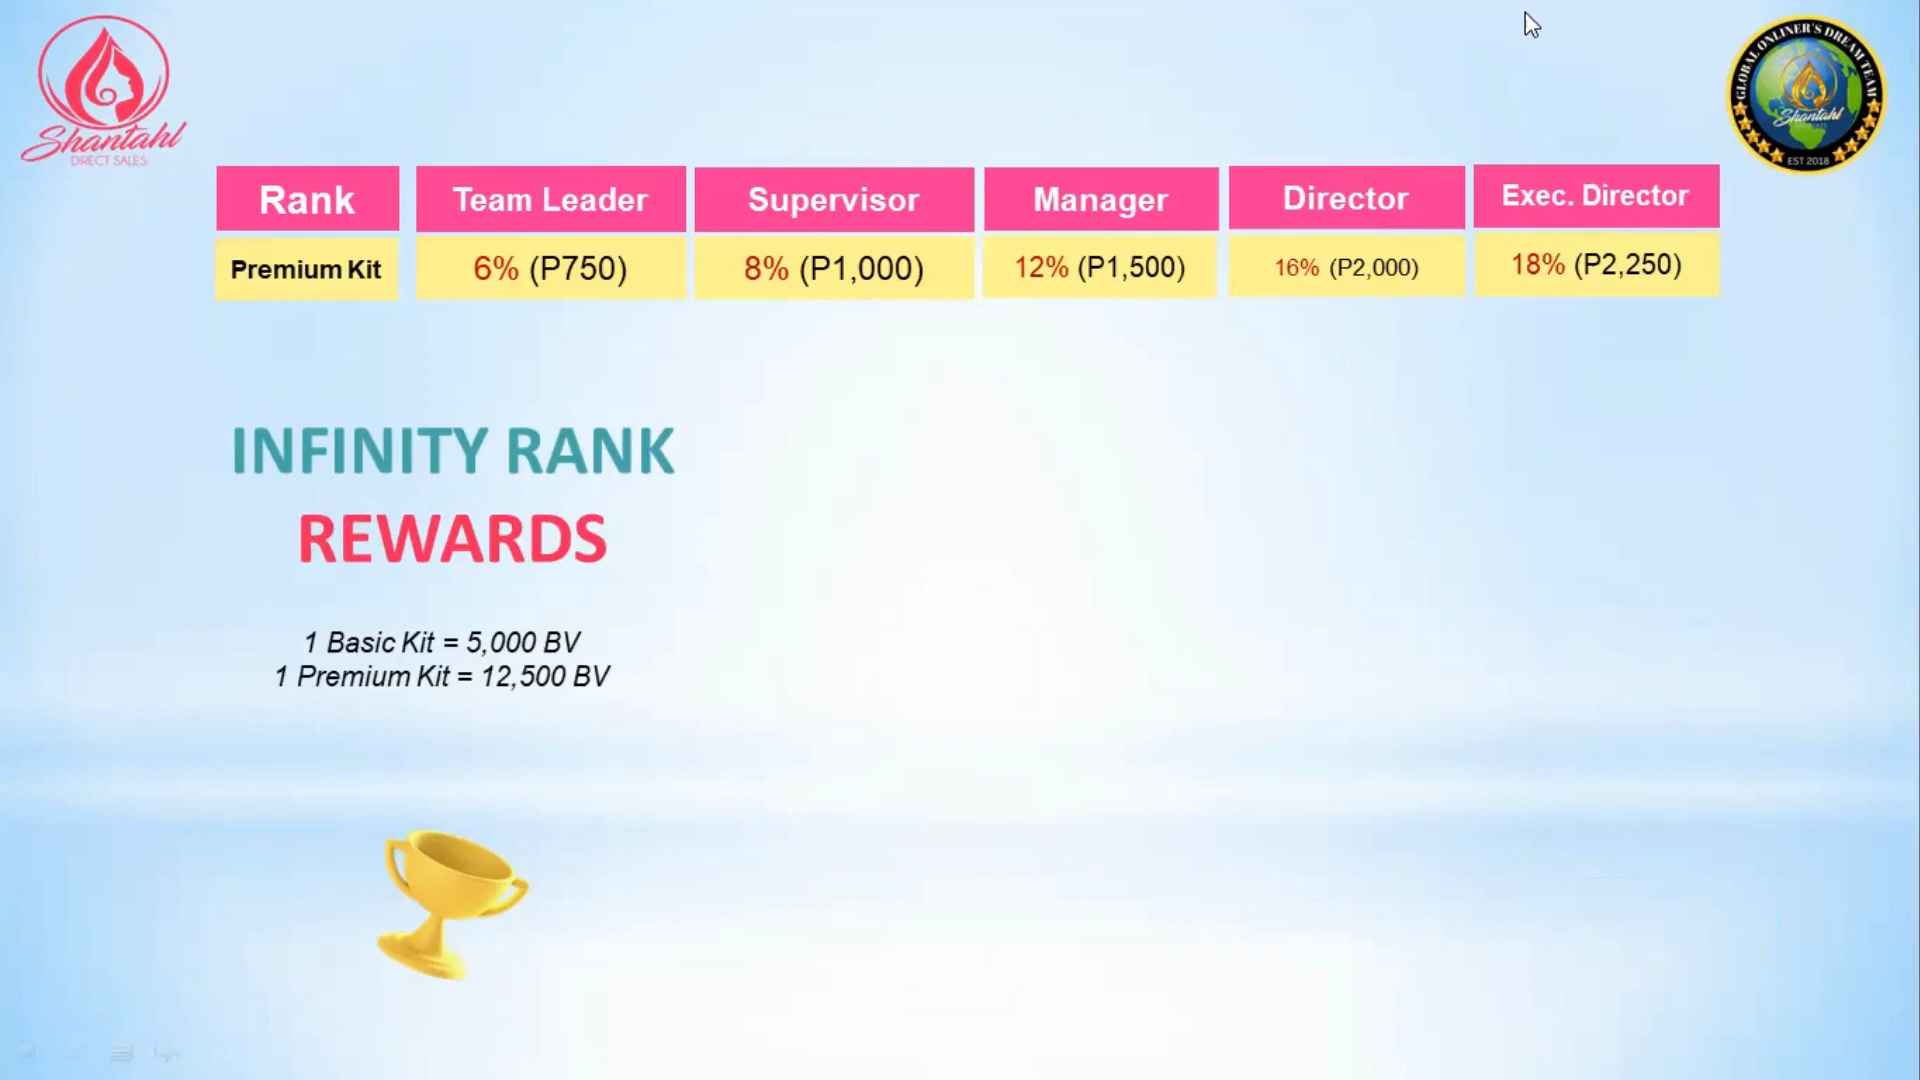 Shantahl
DIRECT SALES
GLOBAL ONLINER'S DREAM TEAM
Shantahl
EST 2018
Rank Team Leader Supervisor Manager Director Exec. Director
Premium Kit 6% (P750) 8% (P1,000) 12% (P1,500) 16% (P2,000) 18% (P2,250)
INFINITY RANK
REWARDS
1 Basic Kit = 5,000 BV
1 Premium Kit = 12,500 BV